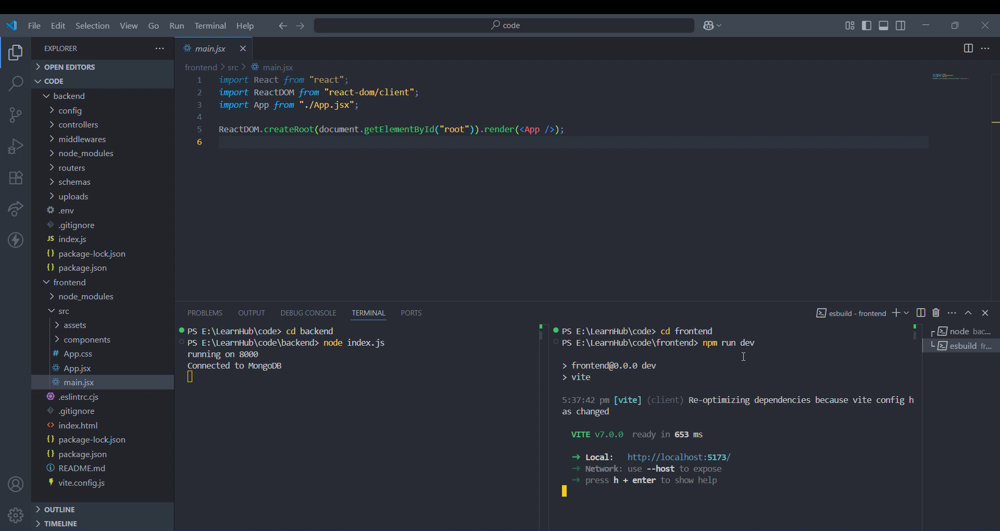 File Edit Selection View Go Run Terminal Help
code
EXPLORER
OPEN EDITORS
CODE
backend
config
controllers
middlewares
node_modules
routers
schemas
uploads
.env
.gitignore
JS index.js
{} package-lock.json
{} package.json
frontend
node_modules
src
assets
components
# App.css
App.jsx
main.jsx
.eslintrc.cjs
.gitignore
<> index.html
{} package-lock.json
{} package.json
README.md
vite.config.js
OUTLINE
TIMELINE
main.jsx
frontend > src > main.jsx
1 import React from "react";
2 import ReactDOM from "react-dom/client";
3 import App from "./App.jsx";
4
5 ReactDOM.createRoot(document.getElementById("root")).render(<App />);
6
PROBLEMS OUTPUT DEBUG CONSOLE TERMINAL PORTS
esbuild - frontend
PS E:\LearnHub\code> cd backend
PS E:\LearnHub\code\backend> node index.js
running on 8000
Connected to MongoDB
PS E:\LearnHub\code> cd frontend
PS E:\LearnHub\code\frontend> npm run dev
> frontend@0.0.0 dev
> vite
5:37:42 pm [vite] (client) Re-optimizing dependencies because vite config h
as changed
VITE v7.0.0 ready in 653 ms
➜ Local: http://localhost:5173/
➜ Network: use --host to expose
➜ press h + enter to show help
node bac...
esbuild fr...